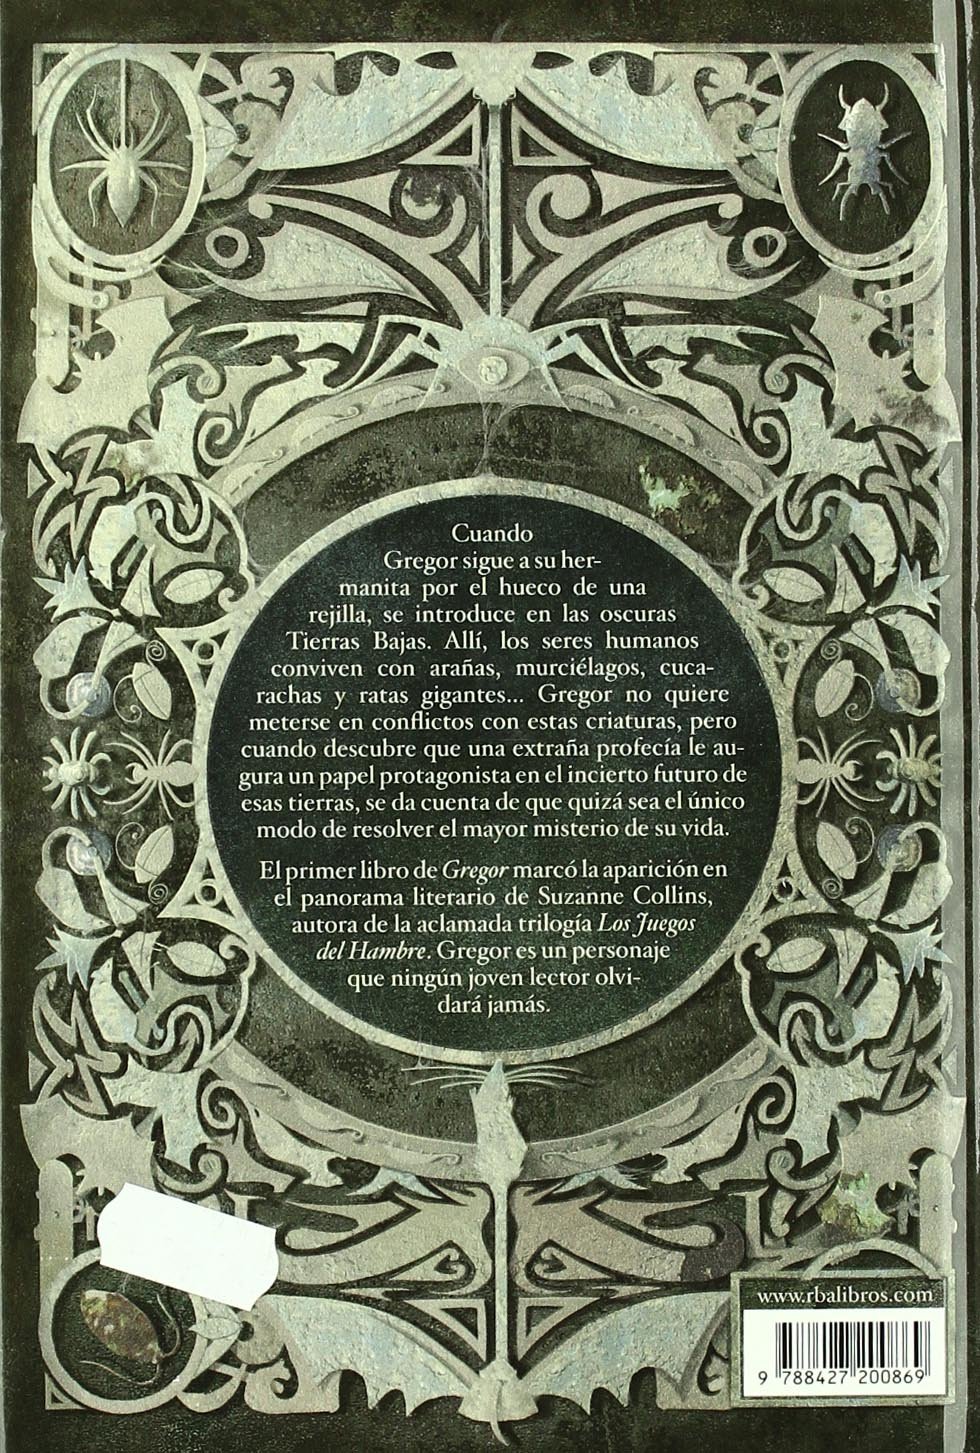 Cuando
Gregor sigue a su her-
manita por el hueco de una
rejilla, se introduce en las oscuras
Tierras Bajas. Allí, los seres humanos
conviven con arañas, murciélagos, cuca-
rachas y ratas gigantes... Gregor no quiere
meterse en conflictos con estas criaturas, pero
cuando descubre que una extraña profecía le au-
gura un papel protagonista en el incierto futuro de
esas tierras, se da cuenta de que quizá sea el único
modo de resolver el mayor misterio de su vida.
El primer libro de Gregor marcó la aparición en
el panorama literario de Suzanne Collins,
autora de la aclamada trilogía Los Juegos
del Hambre. Gregor es un personaje
que ningún joven lector olvi-
dará jamás.
www.rbalibros.com
9 788427 200869